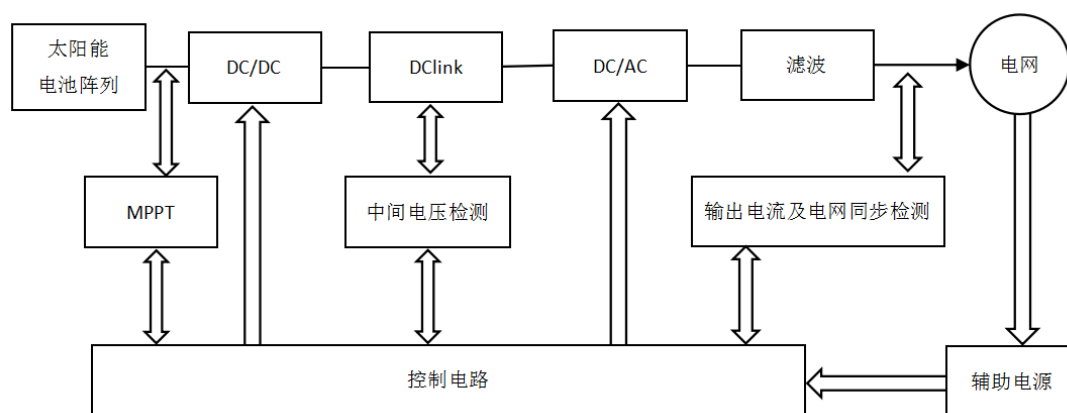 太阳能
电池阵列
DC/DC
DClink
DC/AC
滤波
电网
MPPT
中间电压检测
输出电流及电网同步检测
控制电路
辅助电源